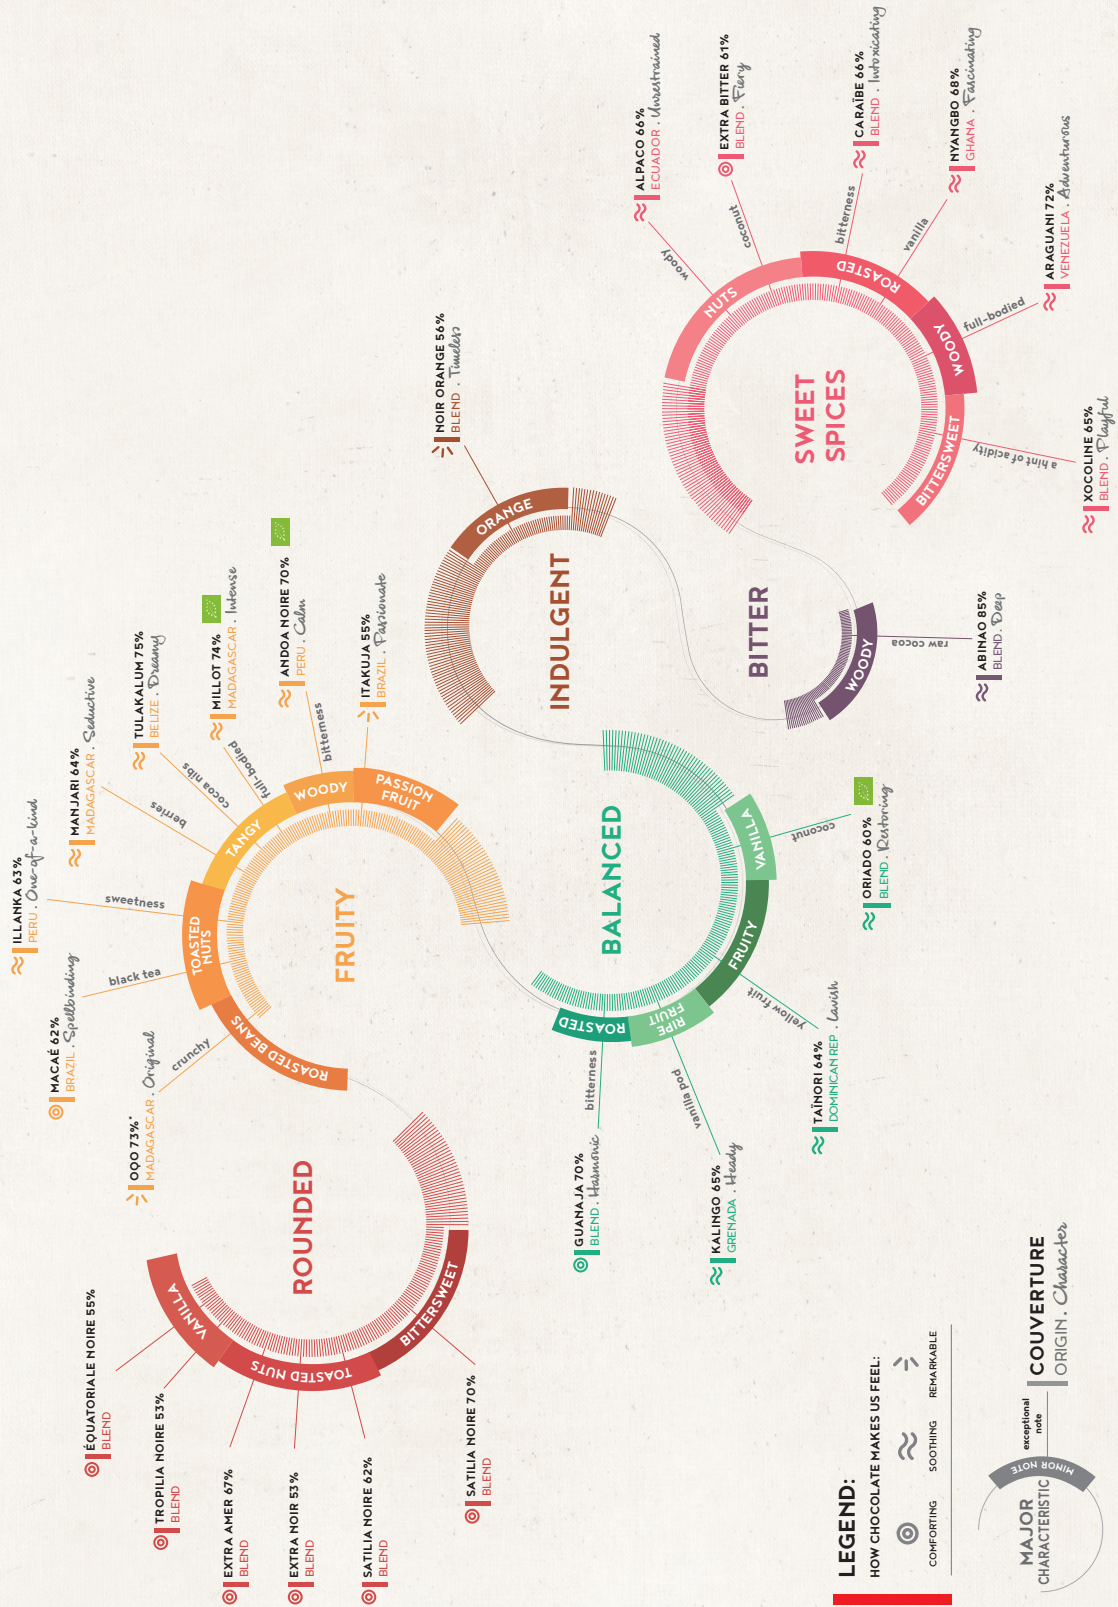 ROUNDED
VANILLA
TOASTED NUTS
BITTERSWEET
ÉQUATORIALE NOIRE 55%
BLEND
TROPILIA NOIRE 53%
BLEND
EXTRA AMER 67%
BLEND
EXTRA NOIR 53%
BLEND
SATILIA NOIRE 62%
BLEND
SATILIA NOIRE 70%
BLEND
FRUITY
ROASTED BEANS
TOASTED
NUTS
TANGY
WOODY
PASSION
FRUIT
crunchy
OQO 73%*
MADAGASCAR . Original
black tea
MACAÉ 62%
BRAZIL . Spellbinding
sweetness
ILLANKA 63%
PERU . One-of-a-kind
berries
MANJARI 64%
MADAGASCAR . Seductive
cocoa nibs
TULAKALUM 75%
BELIZE . Dreamy
full-bodied
MILLOT 74%
MADAGASCAR . Intense
bitterness
ANDOA NOIRE 70%
PERU . Calm
ITAKUJA 55%
BRAZIL . Passionate
BALANCED
ROASTED
RIPE
FRUIT
FRUITY
VANILLA
bitterness
GUANAJA 70%
BLEND . Harmonic
vanilla pod
KALINGO 65%
GRENADA . Heady
yellow fruit
TAÏNORI 64%
DOMINICAN REP . Lavish
coconut
ORIADO 60%
BLEND . Restoring
INDULGENT
ORANGE
NOIR ORANGE 56%
BLEND . Timeless
BITTER
WOODY
raw cocoa
ABINAO 85%
BLEND . Deep
SWEET
SPICES
NUTS
ROASTED
WOODY
BITTERSWEET
woody
ALPACO 66%
ECUADOR . Unrestrained
coconut
EXTRA BITTER 61%
BLEND . Fiery
bitterness
CARAÏBE 66%
BLEND . Intoxicating
vanilla
NYANGBO 68%
GHANA . Fascinating
full-bodied
ARAGUANI 72%
VENEZUELA . Adventurous
a hint of acidity
XOCOLINE 65%
BLEND . Playful
LEGEND:
HOW CHOCOLATE MAKES US FEEL:
COMFORTING
SOOTHING
REMARKABLE
MAJOR
CHARACTERISTIC
MINOR NOTE
exceptional
note
COUVERTURE
ORIGIN . Character